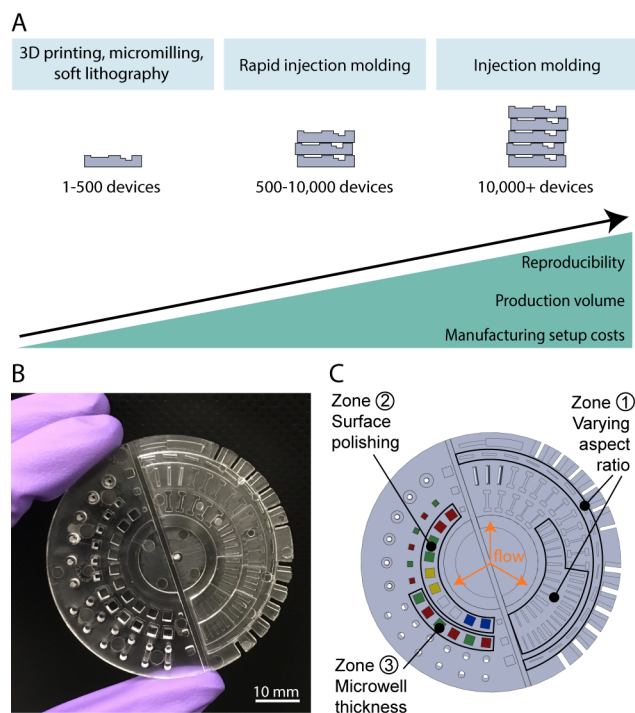 A
3D printing, micromilling,
soft lithography
Rapid injection molding
Injection molding
1-500 devices
500-10,000 devices
10,000+ devices
Reproducibility
Production volume
Manufacturing setup costs
B
10 mm
C
Zone ②
Surface
polishing
Zone ①
Varying
aspect
ratio
flow
Zone ③
Microwell
thickness